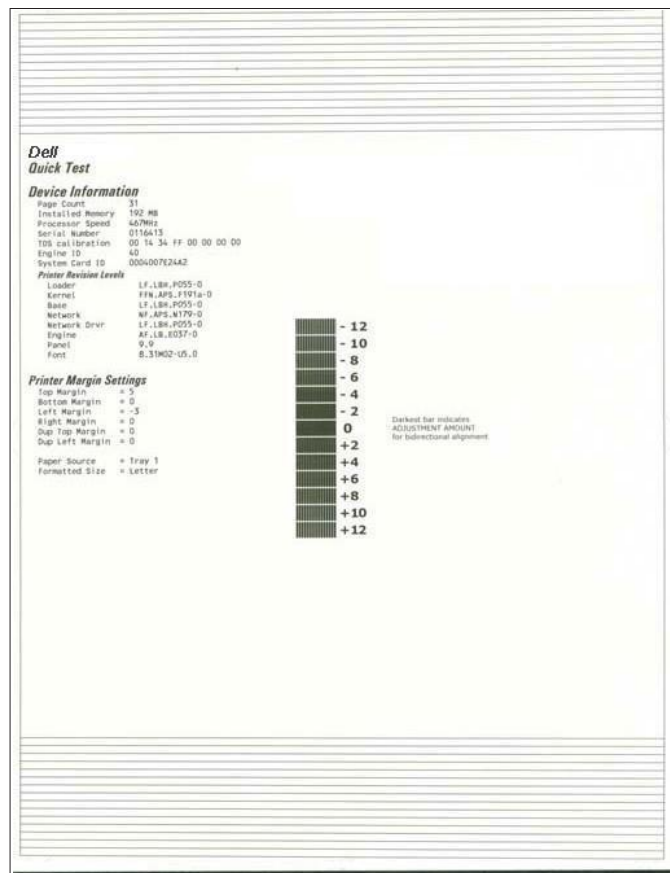 Dell
Quick Test
Device Information
Page Count 31
Installed Memory 192 MB
Processor Speed 467MHz
Serial Number 0116413
TDS calibration 00 14 34 FF 00 00 00 00
Engine ID 40
System Card ID 0004007E24A2
Printer Revision Levels
Loader LF.LBH.P055-0
Kernel FFN.APS.F191a-0
Base LF.LBH.P055-0
Network NF.APS.N179-0
Network Drvr LF.LBH.P055-0
Engine AF.LB.E037-0
Panel 9.9
Font 8.31M02-U5.0
Printer Margin Settings
Top Margin = 5
Bottom Margin = 0
Left Margin = -3
Right Margin = 0
Dup Top Margin = 0
Dup Left Margin = 0
Paper Source = Tray 1
Formatted Size = Letter
- 12
- 10
- 8
- 6
- 4
- 2
0
+2
+4
+6
+8
+10
+12
Darkest bar indicates
ADJUSTMENT AMOUNT
for bidirectional alignment